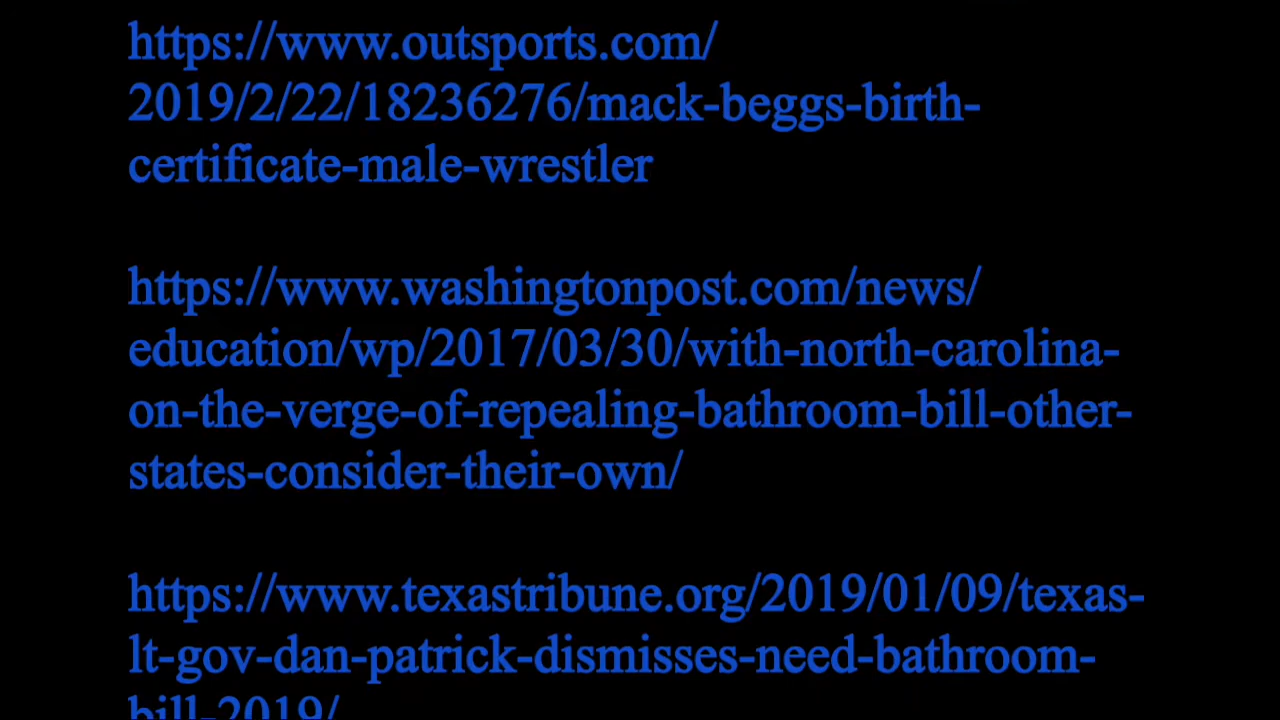 https://www.outsports.com/
2019/2/22/18236276/mack-beggs-birth-
certificate-male-wrestler
https://www.washingtonpost.com/news/
education/wp/2017/03/30/with-north-carolina-
on-the-verge-of-repealing-bathroom-bill-other-
states-consider-their-own/
https://www.texastribune.org/2019/01/09/texas-
lt-gov-dan-patrick-dismisses-need-bathroom-
bill-2019/